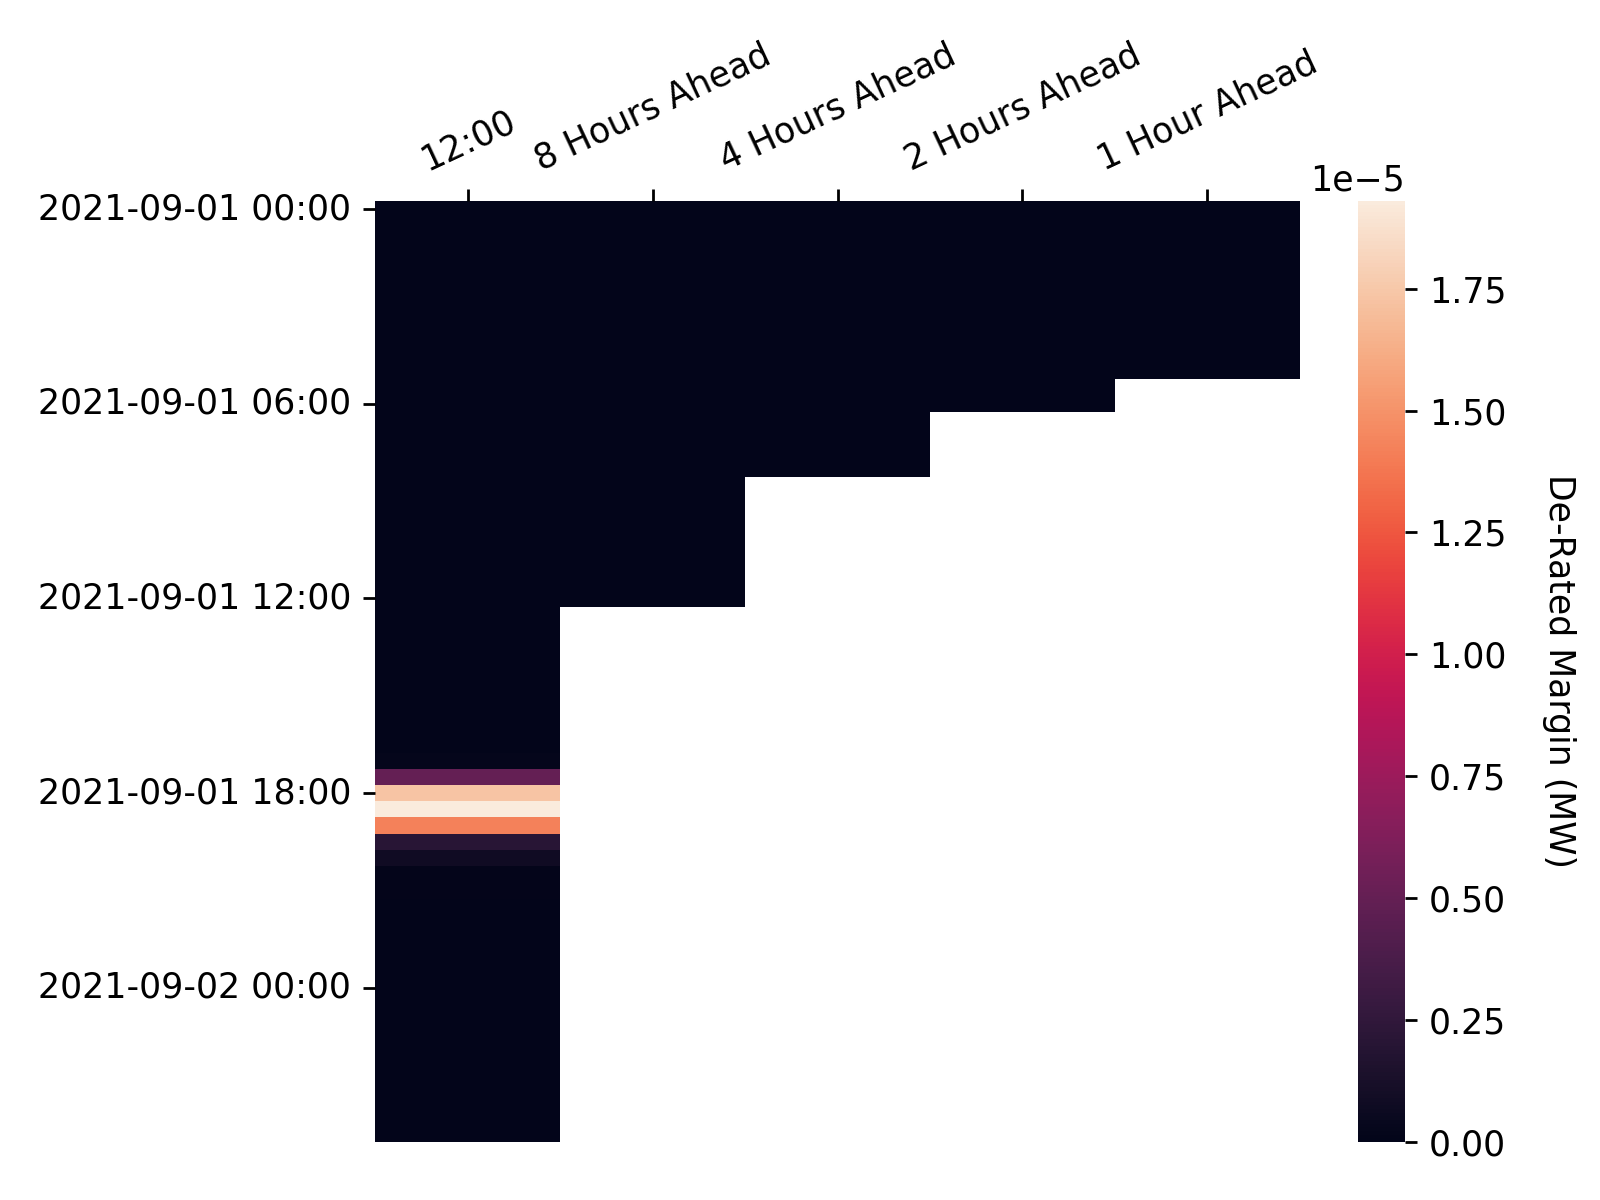 12:00
8 Hours Ahead
4 Hours Ahead
2 Hours Ahead
1 Hour Ahead
2021-09-01 00:00
2021-09-01 06:00
2021-09-01 12:00
2021-09-01 18:00
2021-09-02 00:00
1e−5
1.75
1.50
1.25
1.00
0.75
0.50
0.25
0.00
De-Rated Margin (MW)